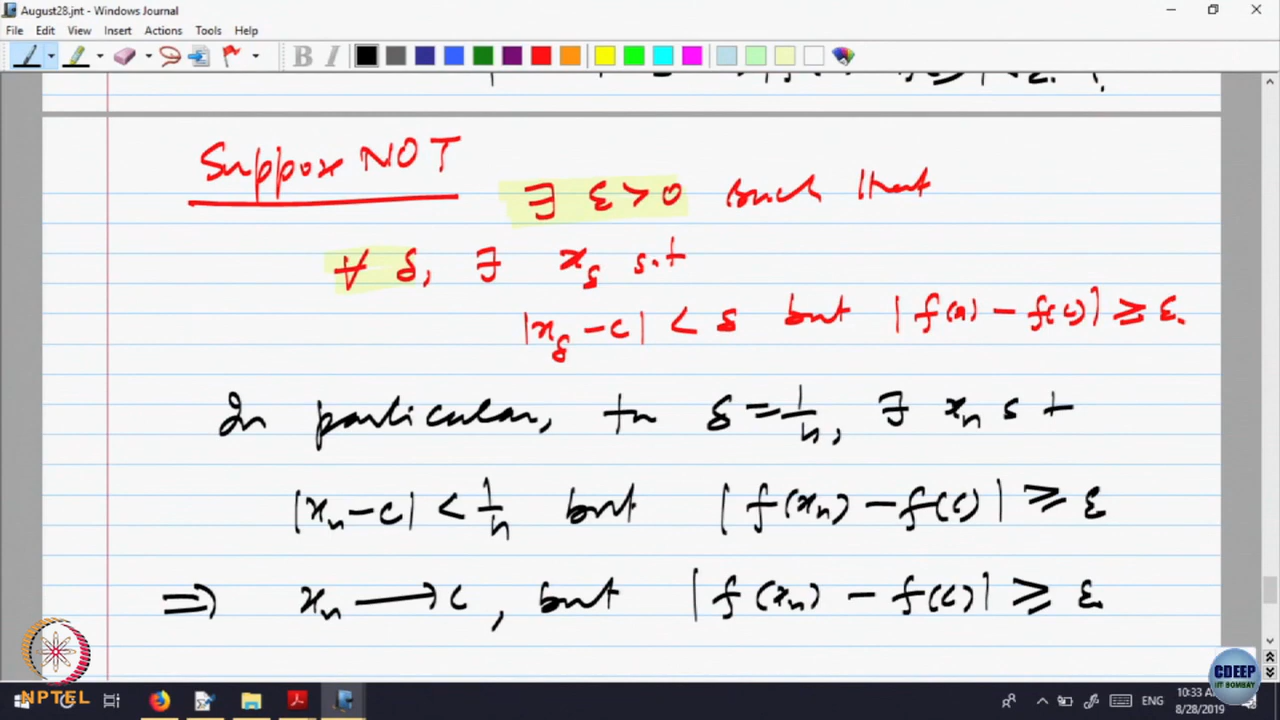 August28.jnt - Windows Journal
File Edit View Insert Actions Tools Help
B I
Suppose NOT
∃ ε > 0 such that
∀ δ, ∃ x_δ s.t
|x_δ - c| < δ but |f(x) - f(c)| ≥ ε.
In particular, for δ = 1/n, ∃ x_n s t
|x_n - c| < 1/n but |f(x_n) - f(c)| ≥ ε
⇒ x_n ⟶ c, but |f(x_n) - f(c)| ≥ ε
NPTEL
CDEEP
IIT BOMBAY
ENG
10:33 A
8/28/2019